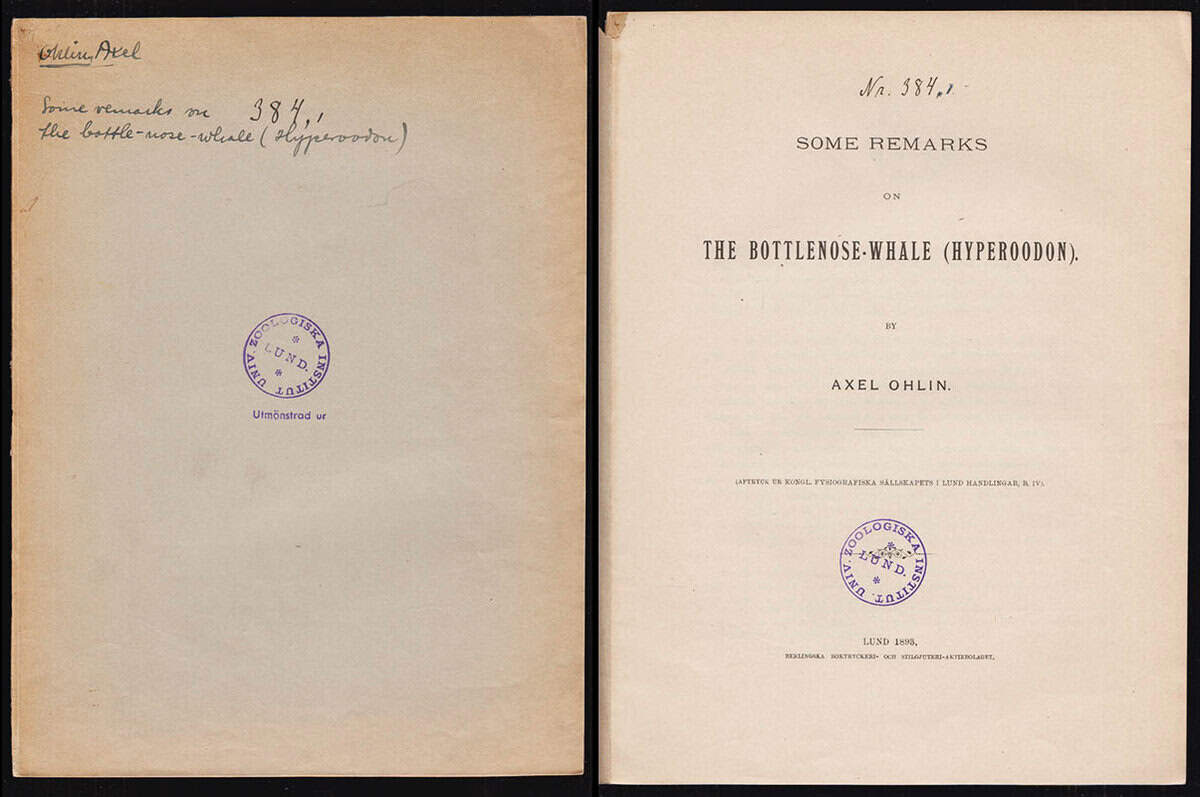 Ohlin, Axel
Some remarks on 384,1
the bottle-nose-whale (Hyperoodon)
UNIV. ZOOLOGISKA INSTITUT
LUND.
Utmönstrad ur
Nr. 384,1
SOME REMARKS
ON
THE BOTTLENOSE-WHALE (HYPEROODON).
BY
AXEL OHLIN.
(AFTRYCK UR KONGL. FYSIOGRAFISKA SÄLLSKAPETS I LUND HANDLINGAR, B. IV).
UNIV. ZOOLOGISKA INSTITUT.
LUND.
LUND 1893,
BERLINGSKA BOKTRYCKERI- OCH STILGJUTERI-AKTIEBOLAGET.